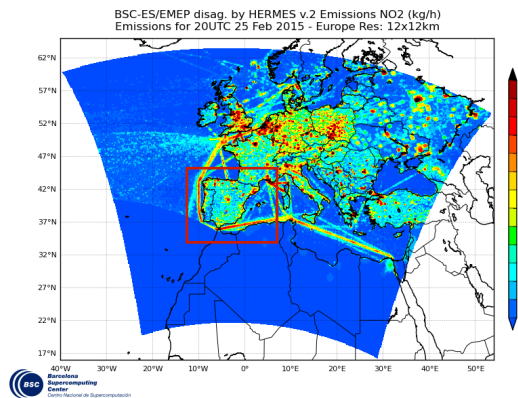 BSC-ES/EMEP disag. by HERMES v.2 Emissions NO2 (kg/h)
Emissions for 20UTC 25 Feb 2015 - Europe Res: 12x12km
62°N
57°N
52°N
47°N
42°N
37°N
32°N
27°N
22°N
17°N
40°W 30°W 20°W 10°W 0° 10°E 20°E 30°E 40°E 50°E
BSC
Barcelona
Supercomputing
Center
Centro Nacional de Supercomputación